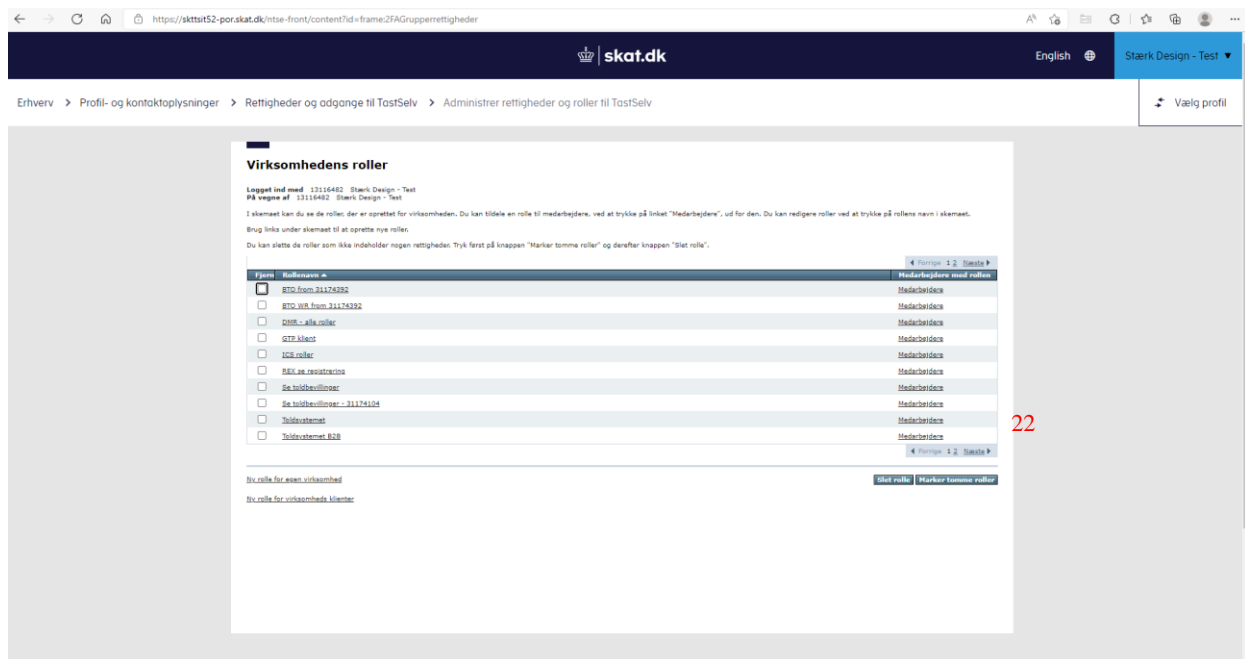 https://skttsit52-por.skat.dk/ntse-front/content?id=frame:2FAGrupperrettigheder
skat.dk
English
Stærk Design - Test
Erhverv > Profil- og kontaktoplysninger > Rettigheder og adgange til TastSelv > Administrer rettigheder og roller til TastSelv
Vælg profil
Virksomhedens roller
Logget ind med 13116482 Stærk Design - Test
På vegne af 13116482 Stærk Design - Test
I skemaet kan du se de roller, der er oprettet for virksomheden. Du kan tildele en rolle til medarbejdere, ved at trykke på linket "Medarbejdere", ud for den. Du kan redigere roller ved at trykke på rollens navn i skemaet.
Brug links under skemaet til at oprette nye roller.
Du kan slette de roller som ikke indeholder nogen rettigheder. Tryk først på knappen "Marker tomme roller" og derefter knappen "Slet rolle".
Forrige 1 2 Næste
Fjern Rollenavn Medarbejdere med rollen
BTO from 31174392 Medarbejdere
BTO WR from 31174392 Medarbejdere
DMR - alle roller Medarbejdere
GTP klient Medarbejdere
ICS roller Medarbejdere
REX se registrering Medarbejdere
Se toldbevillinger Medarbejdere
Se toldbevillinger - 31174104 Medarbejdere
Toldsystemet Medarbejdere
22
Toldsystemet B2B Medarbejdere
Forrige 1 2 Næste
Ny rolle for egen virksomhed
Slet rolle Marker tomme roller
Ny rolle for virksomheds klienter